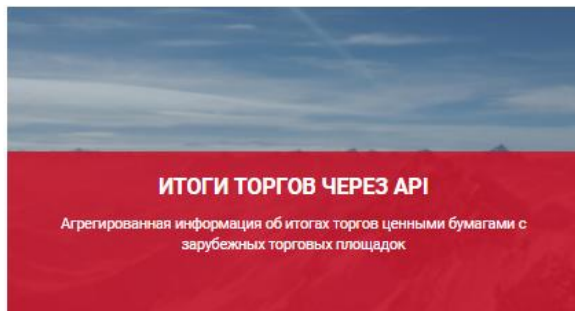 ИТОГИ ТОРГОВ ЧЕРЕЗ API
Агрегированная информация об итогах торгов ценными бумагами с
зарубежных торговых площадок